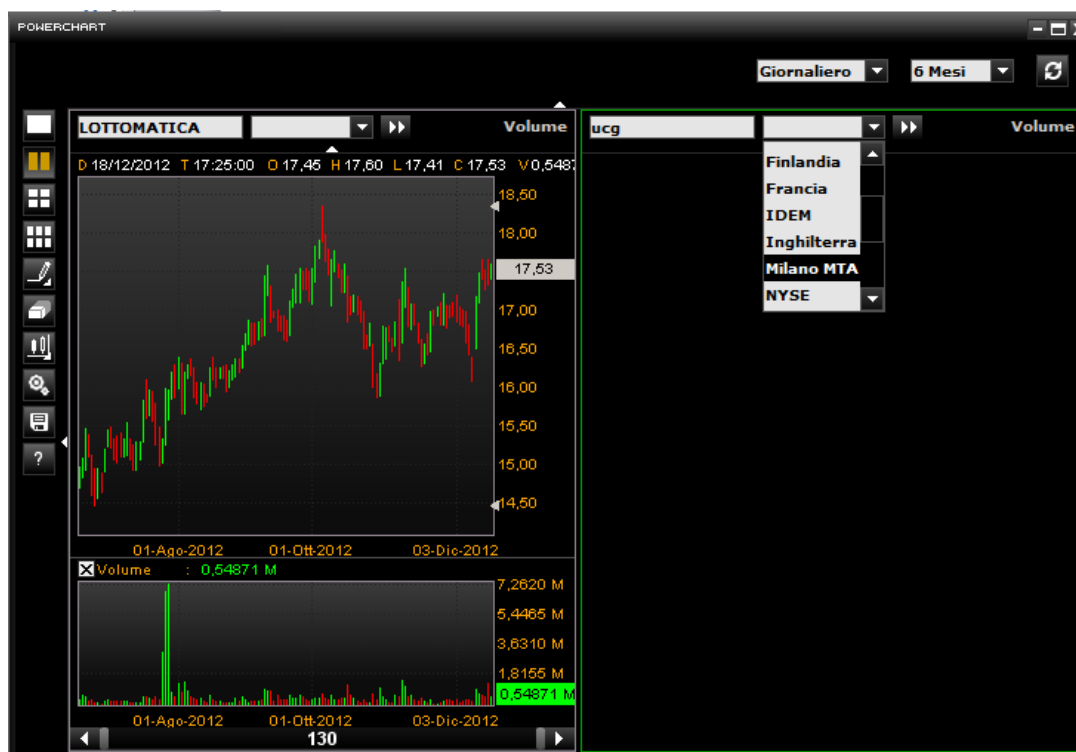 POWERCHART
Giornaliero 6 Mesi
LOTTOMATICA Volume
D 18/12/2012 T 17:25:00 O 17,45 H 17,60 L 17,41 C 17,53 V 0,5487
18,50
18,00
17,53
17,00
16,50
16,00
15,50
15,00
14,50
01-Ago-2012 01-Ott-2012 03-Dic-2012
Volume : 0,54871 M
7,2620 M
5,4465 M
3,6310 M
1,8155 M
0,54871 M
01-Ago-2012 01-Ott-2012 03-Dic-2012
130
?
ucg Volume
Finlandia
Francia
IDEM
Inghilterra
Milano MTA
NYSE